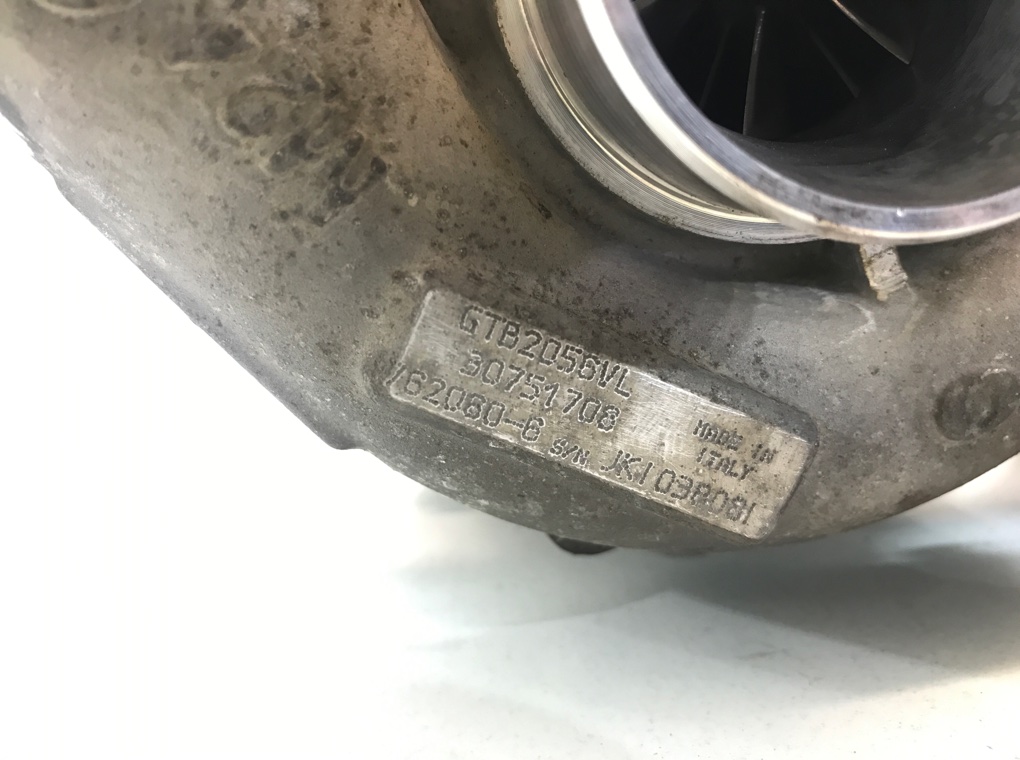 GTB2056VL
30751708
762060-6 S/N JK1038081
MADE IN
ITALY